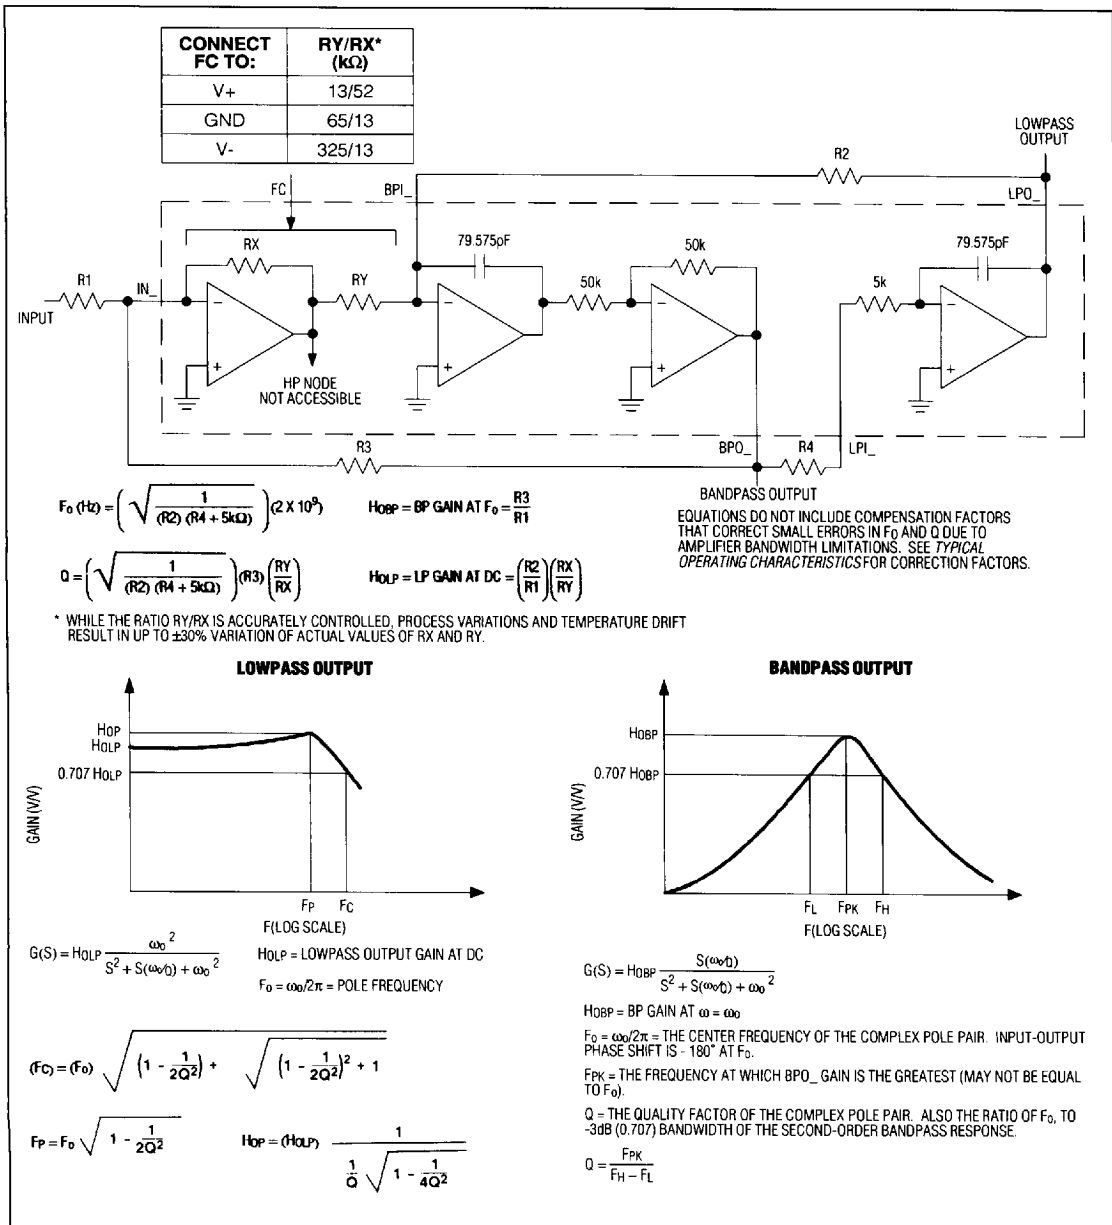 CONNECT FC TO: RY/RX* (kΩ)
V+ 13/52
GND 65/13
V- 325/13
LOWPASS OUTPUT
R2
FC
BPI_
LPO_
RX
79.575pF
50k
79.575pF
R1
IN_
RY
50k
5k
INPUT
−
+
−
+
−
+
−
+
HP NODE NOT ACCESSIBLE
R3
BPO_
R4
LPI_
BANDPASS OUTPUT
F₀ (Hz) = (√(1 / (R2) (R4 + 5kΩ))) (2 X 10⁹)
HOBP = BP GAIN AT F₀ = R3/R1
EQUATIONS DO NOT INCLUDE COMPENSATION FACTORS
THAT CORRECT SMALL ERRORS IN F₀ AND Q DUE TO
AMPLIFIER BANDWIDTH LIMITATIONS. SEE TYPICAL
OPERATING CHARACTERISTICS FOR CORRECTION FACTORS.
Q = (√(1 / (R2) (R4 + 5kΩ))) (R3) (RY/RX)
HOLP = LP GAIN AT DC = (R2/R1) (RX/RY)
* WHILE THE RATIO RY/RX IS ACCURATELY CONTROLLED, PROCESS VARIATIONS AND TEMPERATURE DRIFT
RESULT IN UP TO ±30% VARIATION OF ACTUAL VALUES OF RX AND RY.
LOWPASS OUTPUT
HOP
HOLP
0.707 HOLP
GAIN (V/V)
FP
FC
F(LOG SCALE)
G(S) = HOLP ω₀² / (S² + S(ω₀/Q) + ω₀²)
HOLP = LOWPASS OUTPUT GAIN AT DC
F₀ = ω₀/2π = POLE FREQUENCY
(FC) = (F₀) √((1 - 1/2Q²) + √((1 - 1/2Q²)² + 1))
FP = F₀ √(1 - 1/2Q²)
HOP = (HOLP) 1 / (1/Q √(1 - 1/4Q²))
BANDPASS OUTPUT
HOBP
0.707 HOBP
GAIN (V/V)
FL
FPK
FH
F(LOG SCALE)
G(S) = HOBP S(ω₀/Q) / (S² + S(ω₀/Q) + ω₀²)
HOBP = BP GAIN AT ω = ω₀
F₀ = ω₀/2π = THE CENTER FREQUENCY OF THE COMPLEX POLE PAIR. INPUT-OUTPUT
PHASE SHIFT IS - 180° AT F₀.
FPK = THE FREQUENCY AT WHICH BPO_ GAIN IS THE GREATEST (MAY NOT BE EQUAL
TO F₀).
Q = THE QUALITY FACTOR OF THE COMPLEX POLE PAIR. ALSO THE RATIO OF F₀, TO
-3dB (0.707) BANDWIDTH OF THE SECOND-ORDER BANDPASS RESPONSE.
Q = FPK / (FH − FL)